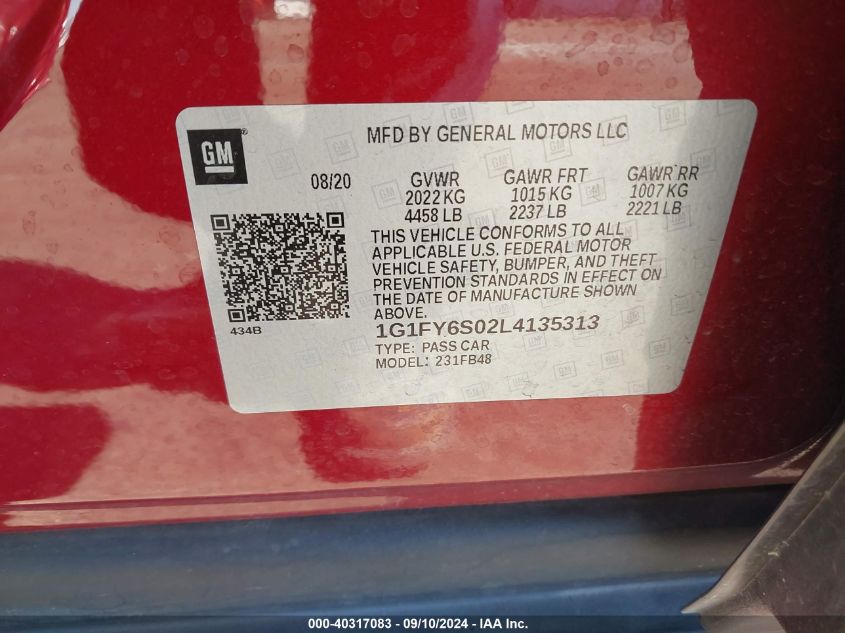 GM®
MFD BY GENERAL MOTORS LLC
08/20 GVWR GAWR FRT GAWR RR
2022 KG 1015 KG 1007 KG
4458 LB 2237 LB 2221 LB
THIS VEHICLE CONFORMS TO ALL
APPLICABLE U.S. FEDERAL MOTOR
VEHICLE SAFETY, BUMPER, AND THEFT
PREVENTION STANDARDS IN EFFECT ON
THE DATE OF MANUFACTURE SHOWN
ABOVE.
434B
1G1FY6S02L4135313
TYPE: PASS CAR
MODEL: 231FB48
000-40317083 - 09/10/2024 - IAA Inc.